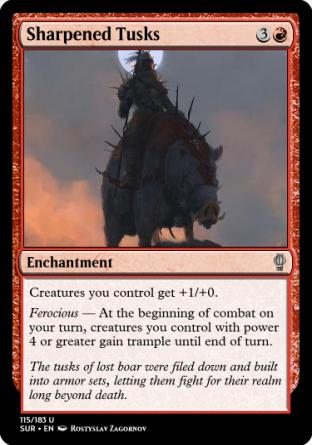 Sharpened Tusks 3
Enchantment
Creatures you control get +1/+0.
Ferocious — At the beginning of combat
on your turn, creatures you control with power
4 or greater gain trample until end of turn.
The tusks of lost boar were filed down and built
into armor sets, letting them fight for their realm
long beyond death.
115/183 U
SUR • EN Rostyslav Zagornov